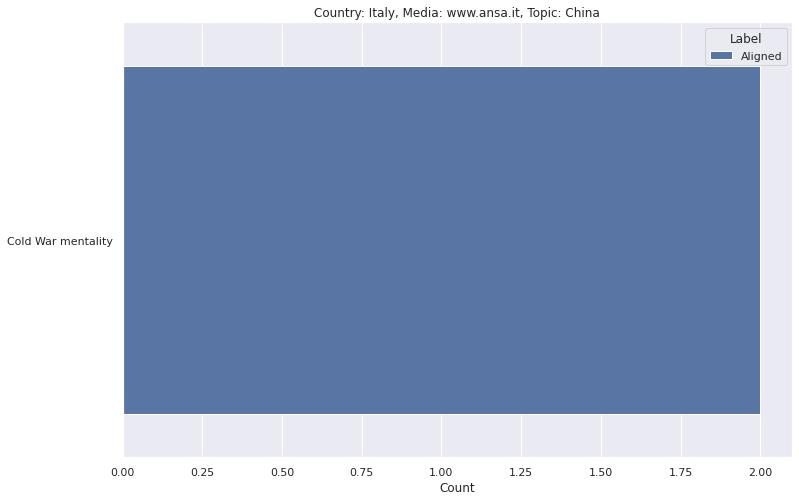 Country: Italy, Media: www.ansa.it, Topic: China
Label
Aligned
Cold War mentality
0.00 0.25 0.50 0.75 1.00 1.25 1.50 1.75 2.00
Count